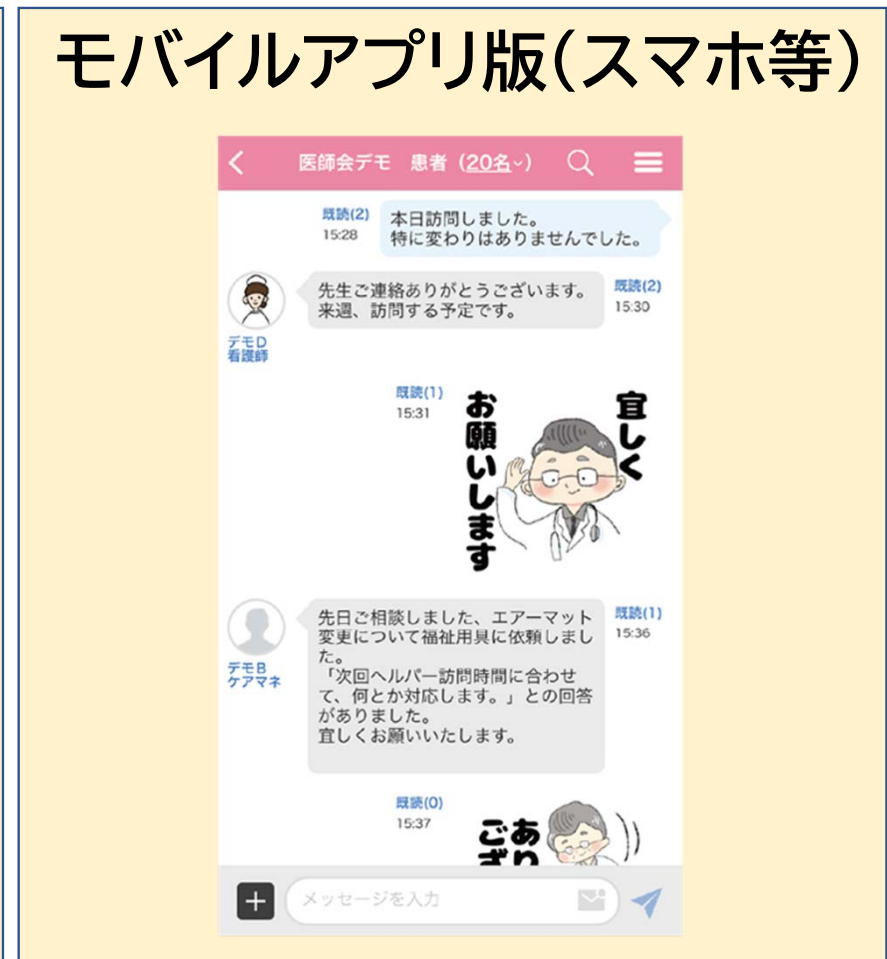 モバイルアプリ版(スマホ等)
医師会デモ 患者(20名~)
既読(2)
15:28
本日訪問しました。
特に変わりはありませんでした。
先生ご連絡ありがとうございます。
来週、訪問する予定です。
既読(2)
15:30
デモD
看護師
既読(1)
15:31
宜しく
お願いします
先日ご相談しました、エアーマット
変更について福祉用具に依頼しまし
た。
「次回ヘルパー訪問時間に合わせ
て、何とか対応します。」との回答
がありました。
宜しくお願いいたします。
既読(1)
15:36
デモB
ケアマネ
既読(0)
15:37
あり
ござ
メッセージを入力